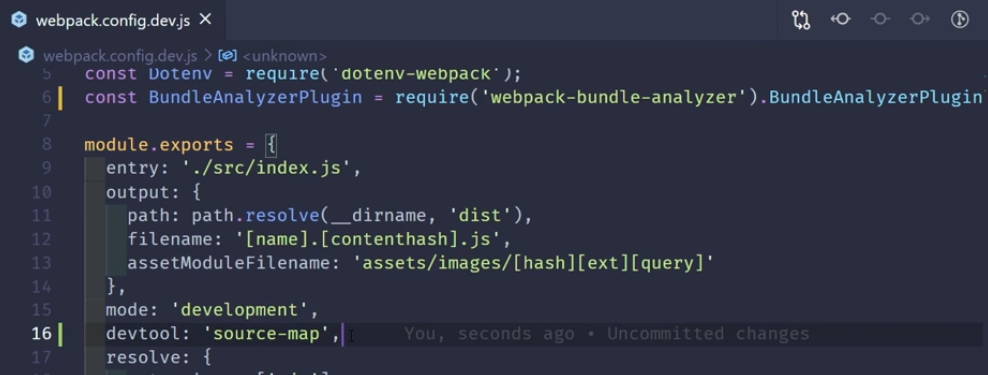 webpack.config.dev.js
webpack.config.dev.js > <unknown>
5 const Dotenv = require('dotenv-webpack');
6 const BundleAnalyzerPlugin = require('webpack-bundle-analyzer').BundleAnalyzerPlugin
7
8 module.exports = {
9 entry: './src/index.js',
10 output: {
11 path: path.resolve(__dirname, 'dist'),
12 filename: '[name].[contenthash].js',
13 assetModuleFilename: 'assets/images/[hash][ext][query]'
14 },
15 mode: 'development',
16 devtool: 'source-map', You, seconds ago • Uncommitted changes
17 resolve: {